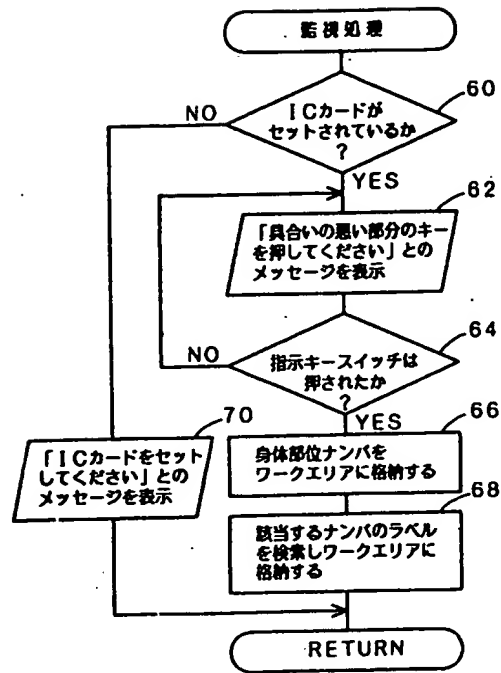 監視処理
60
ICカードが
セットされているか
?
NO
YES
62
「具合いの悪い部分のキー
を押してください」との
メッセージを表示
64
NO
指示キースイッチは
押されたか
?
YES
66
身体部位ナンバを
ワークエリアに格納する
70
「ICカードをセット
してください」との
メッセージを表示
68
該当するナンバのラベル
を検索しワークエリアに
格納する
RETURN